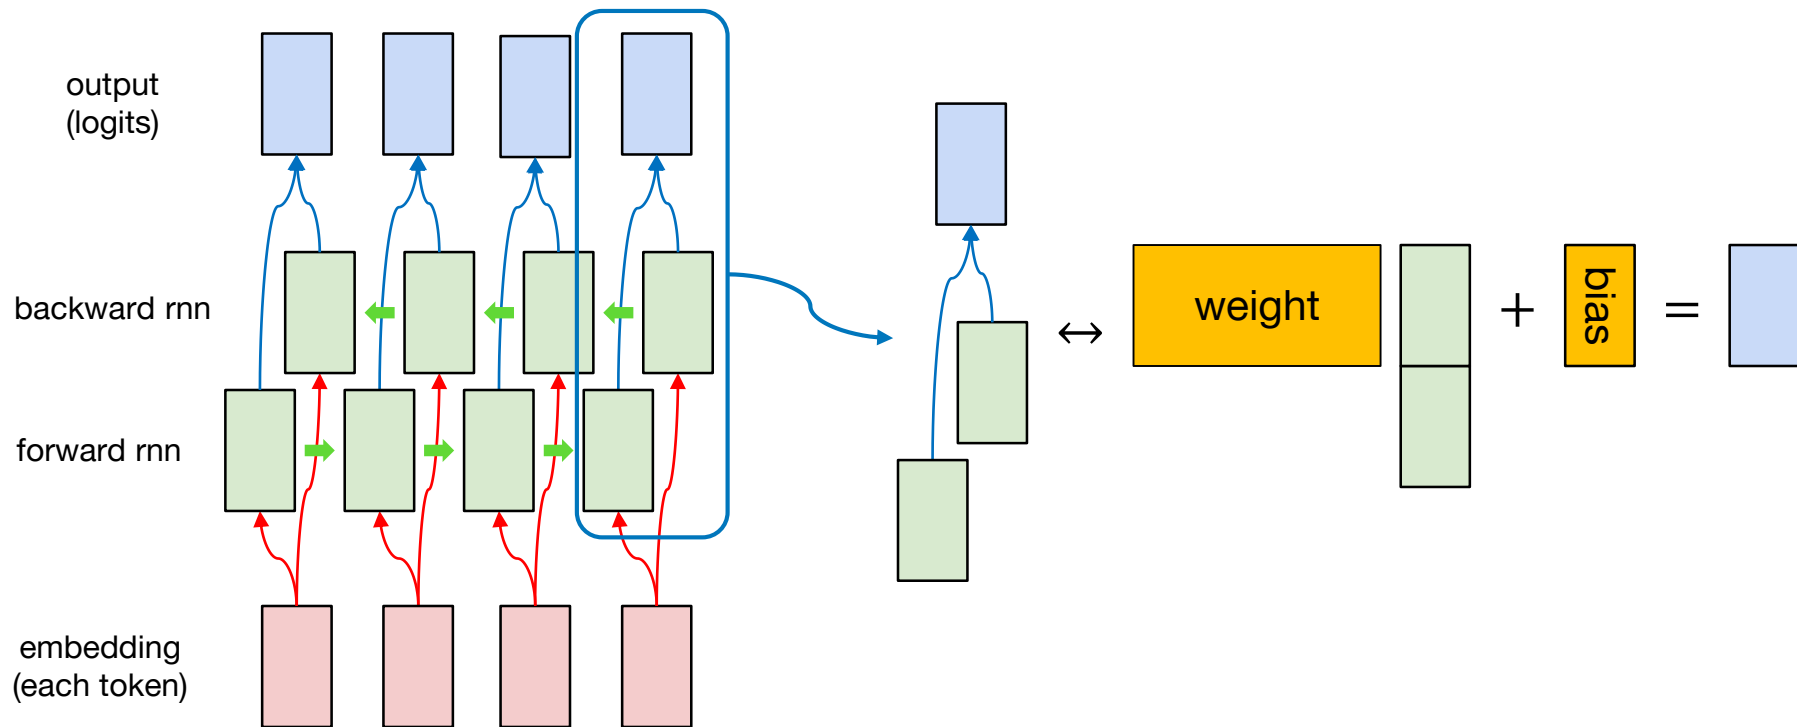 output
(logits)
backward rnn
forward rnn
embedding
(each token)
↔ weight + bias =